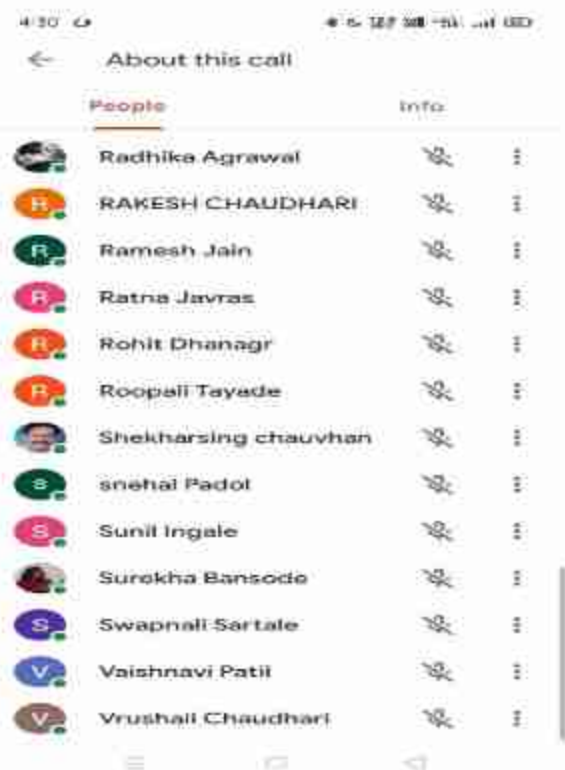 4:30
About this call
People Info
Radhika Agrawal
R RAKESH CHAUDHARI
R Ramesh Jain
R Ratna Javras
R Rohit Dhanagr
R Roopali Tayade
Shekharsing chauvhan
s snehal Padol
S Sunil Ingale
Surekha Bansode
S Swapnali Sartale
V Vaishnavi Patil
V Vrushali Chaudhari